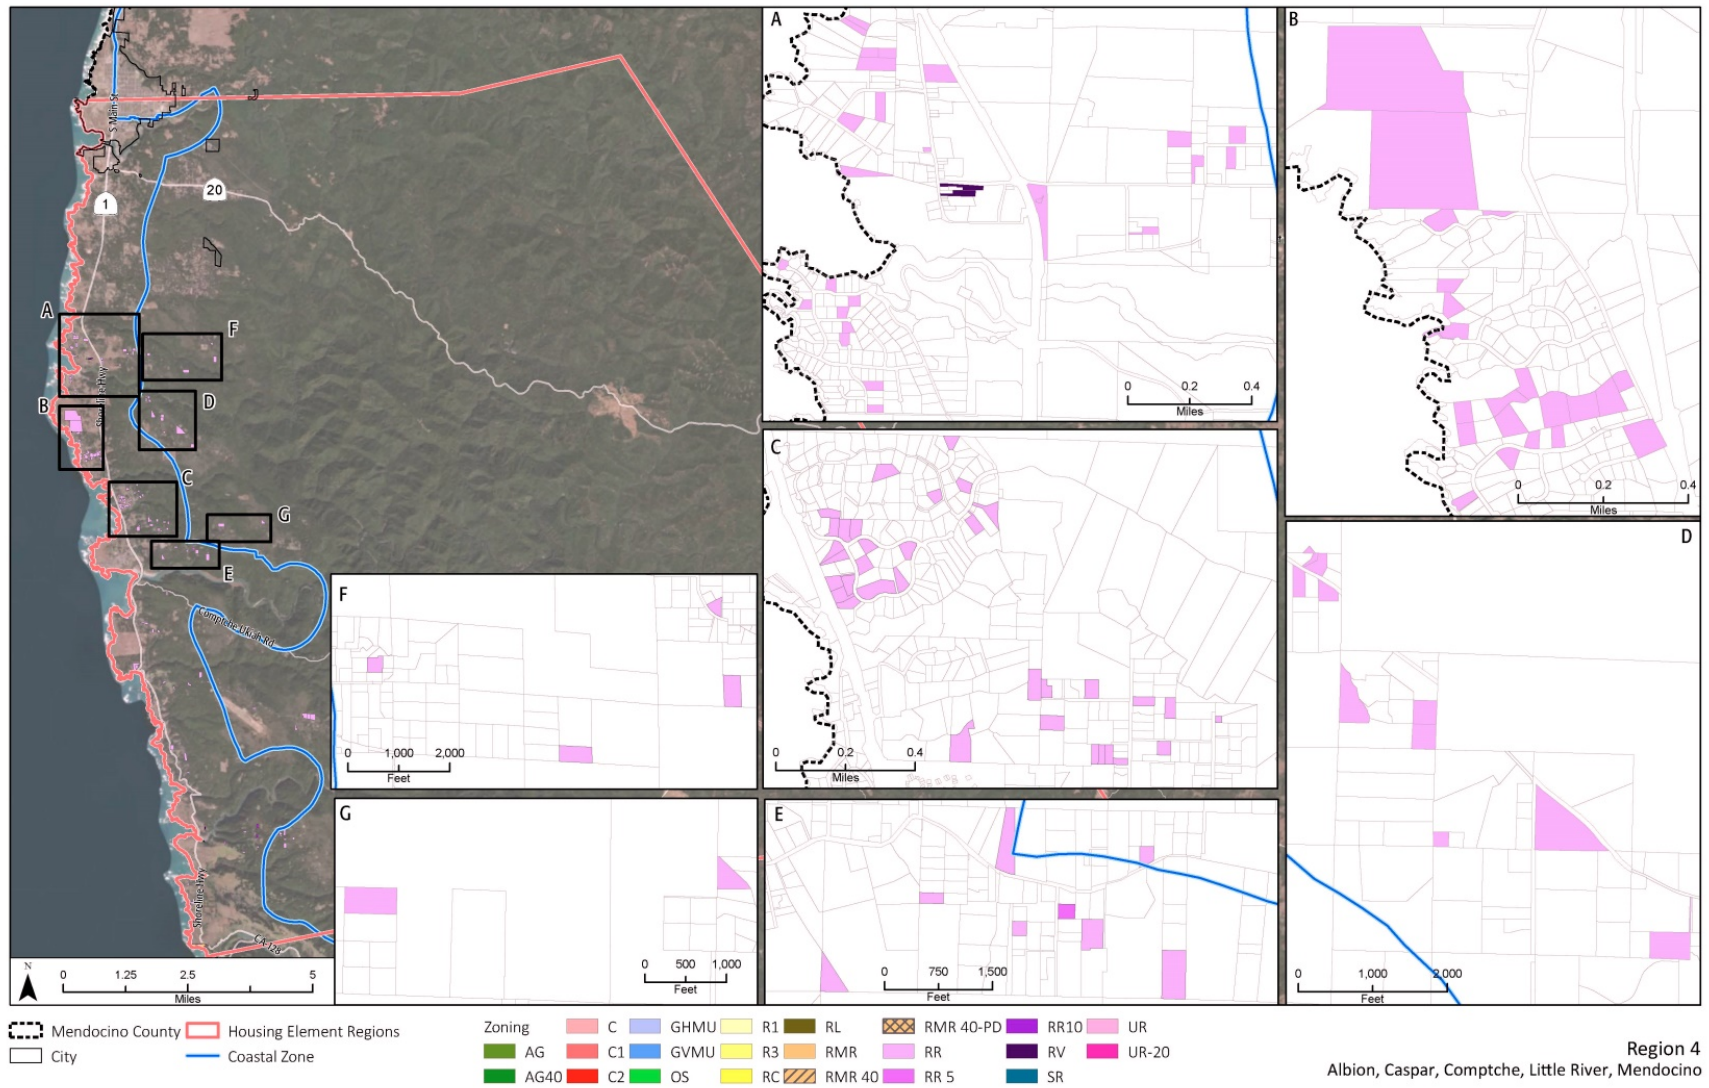 S Main St
20
1
A
F
Shoreline Hwy
D
B
C
G
E
Comptche Ukiah Rd
Shoreline Hwy
CA-128
N
0 1.25 2.5 5
Miles
A
0 0.2 0.4
Miles
B
0 0.2 0.4
Miles
C
0 0.2 0.4
Miles
D
0 1,000 2,000
Feet
F
0 1,000 2,000
Feet
G
0 500 1,000
Feet
E
0 750 1,500
Feet
Mendocino County
City
Housing Element Regions
Coastal Zone
Zoning
AG
AG40
C
C1
C2
GHMU
GVMU
OS
R1
R3
RC
RL
RMR
RMR 40
RMR 40-PD
RR
RR 5
RR10
RV
SR
UR
UR-20
Region 4
Albion, Caspar, Comptche, Little River, Mendocino